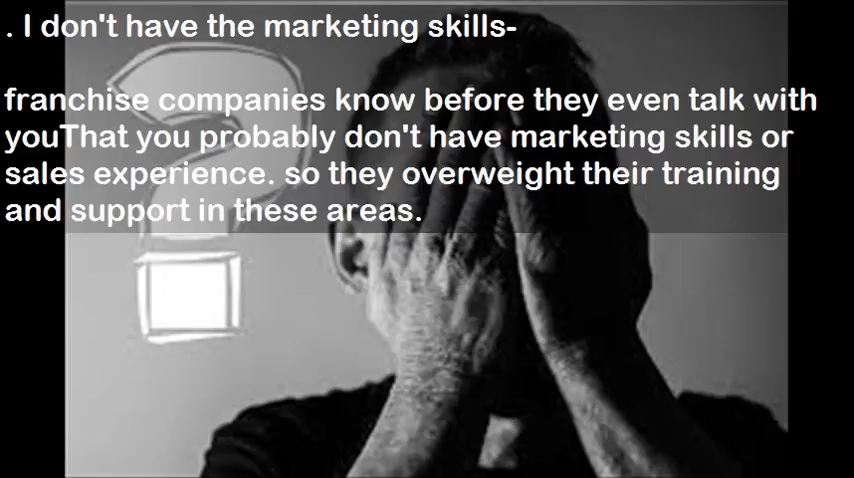 . I don't have the marketing skills-
franchise companies know before they even talk with
youThat you probably don't have marketing skills or
sales experience. so they overweight their training
and support in these areas.